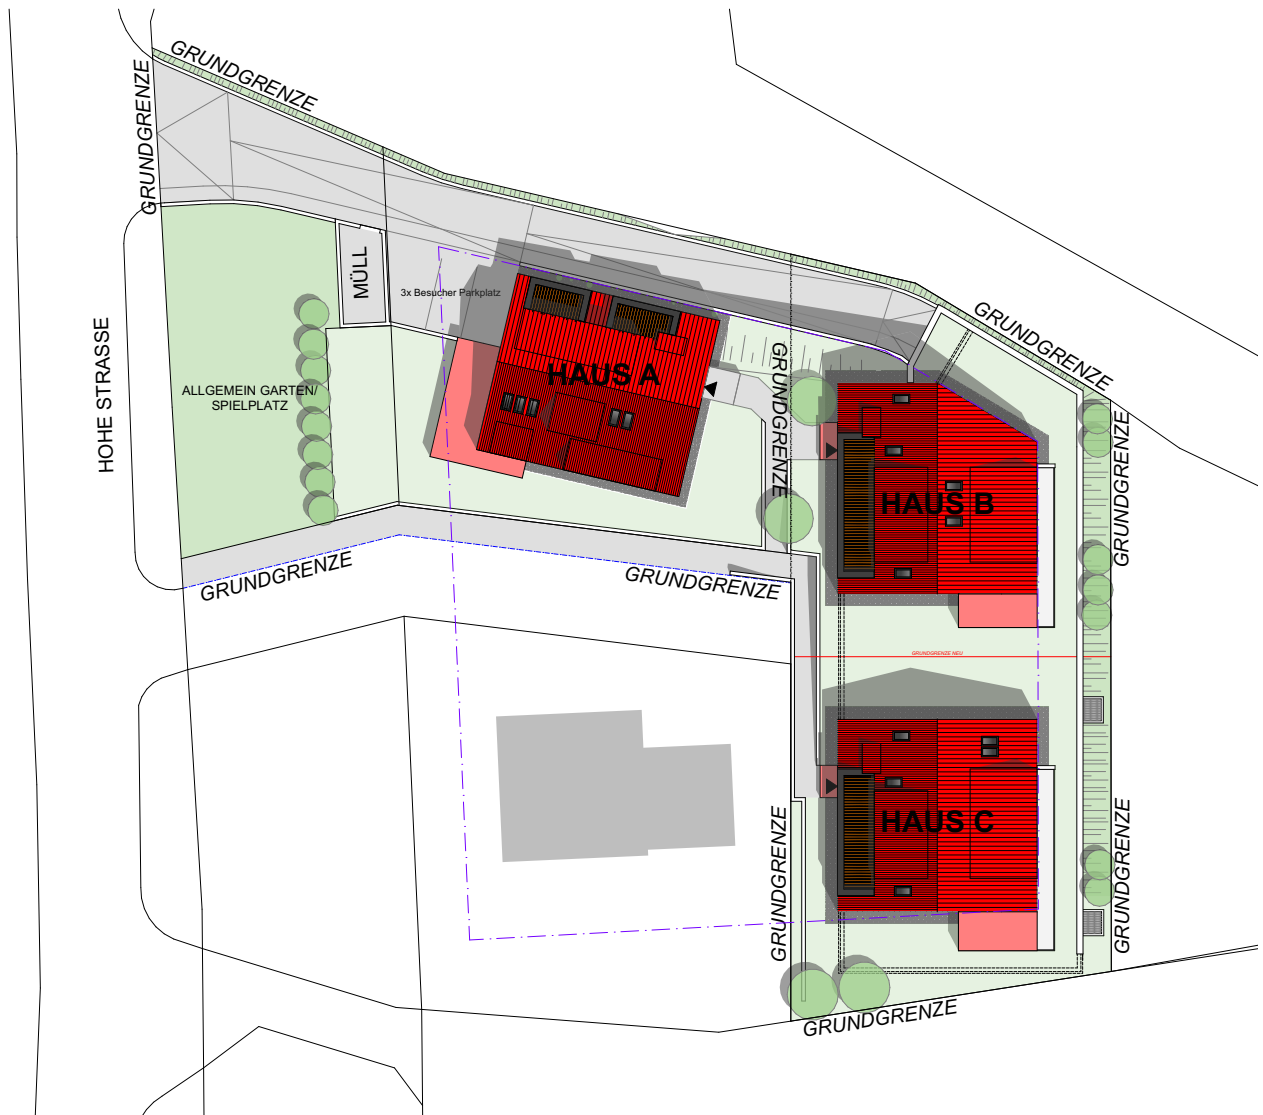 GRUNDGRENZE
GRUNDGRENZE
MÜLL
3x Besucher Parkplatz
GRUNDGRENZE
HOHE STRASSE
ALLGEMEIN GARTEN/
SPIELPLATZ
HAUS A
GRUNDGRENZE
GRUNDGRENZE
HAUS B
GRUNDGRENZE
GRUNDGRENZE
GRUNDGRENZE NEU
HAUS C
GRUNDGRENZE
GRUNDGRENZE
GRUNDGRENZE